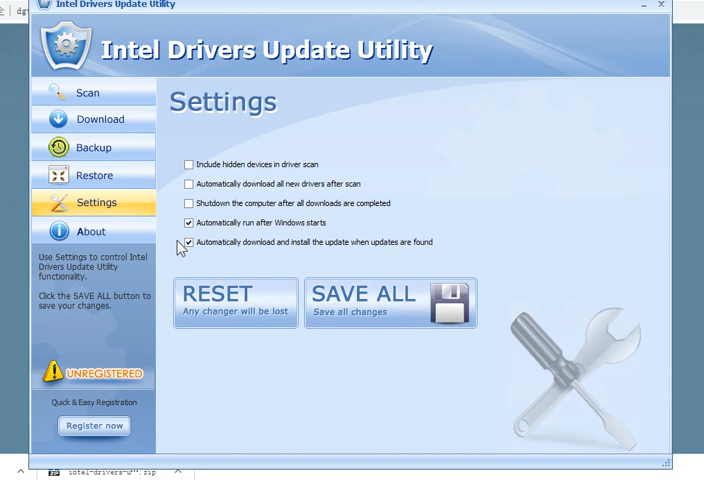 dgt
Intel Drivers Update Utility
Intel Drivers Update Utility
Scan
Download
Backup
Restore
Settings
About
Use Settings to control Intel
Drivers Update Utility
functionality.
Click the SAVE ALL button to
save your changes.
UNREGISTERED
Quick & Easy Registration
Register now
Settings
Include hidden devices in driver scan
Automatically download all new drivers after scan
Shutdown the computer after all downloads are completed
Automatically run after Windows starts
Automatically download and install the update when updates are found
RESET
Any changer will be lost
SAVE ALL
Save all changes
intel-drivers-u....zip